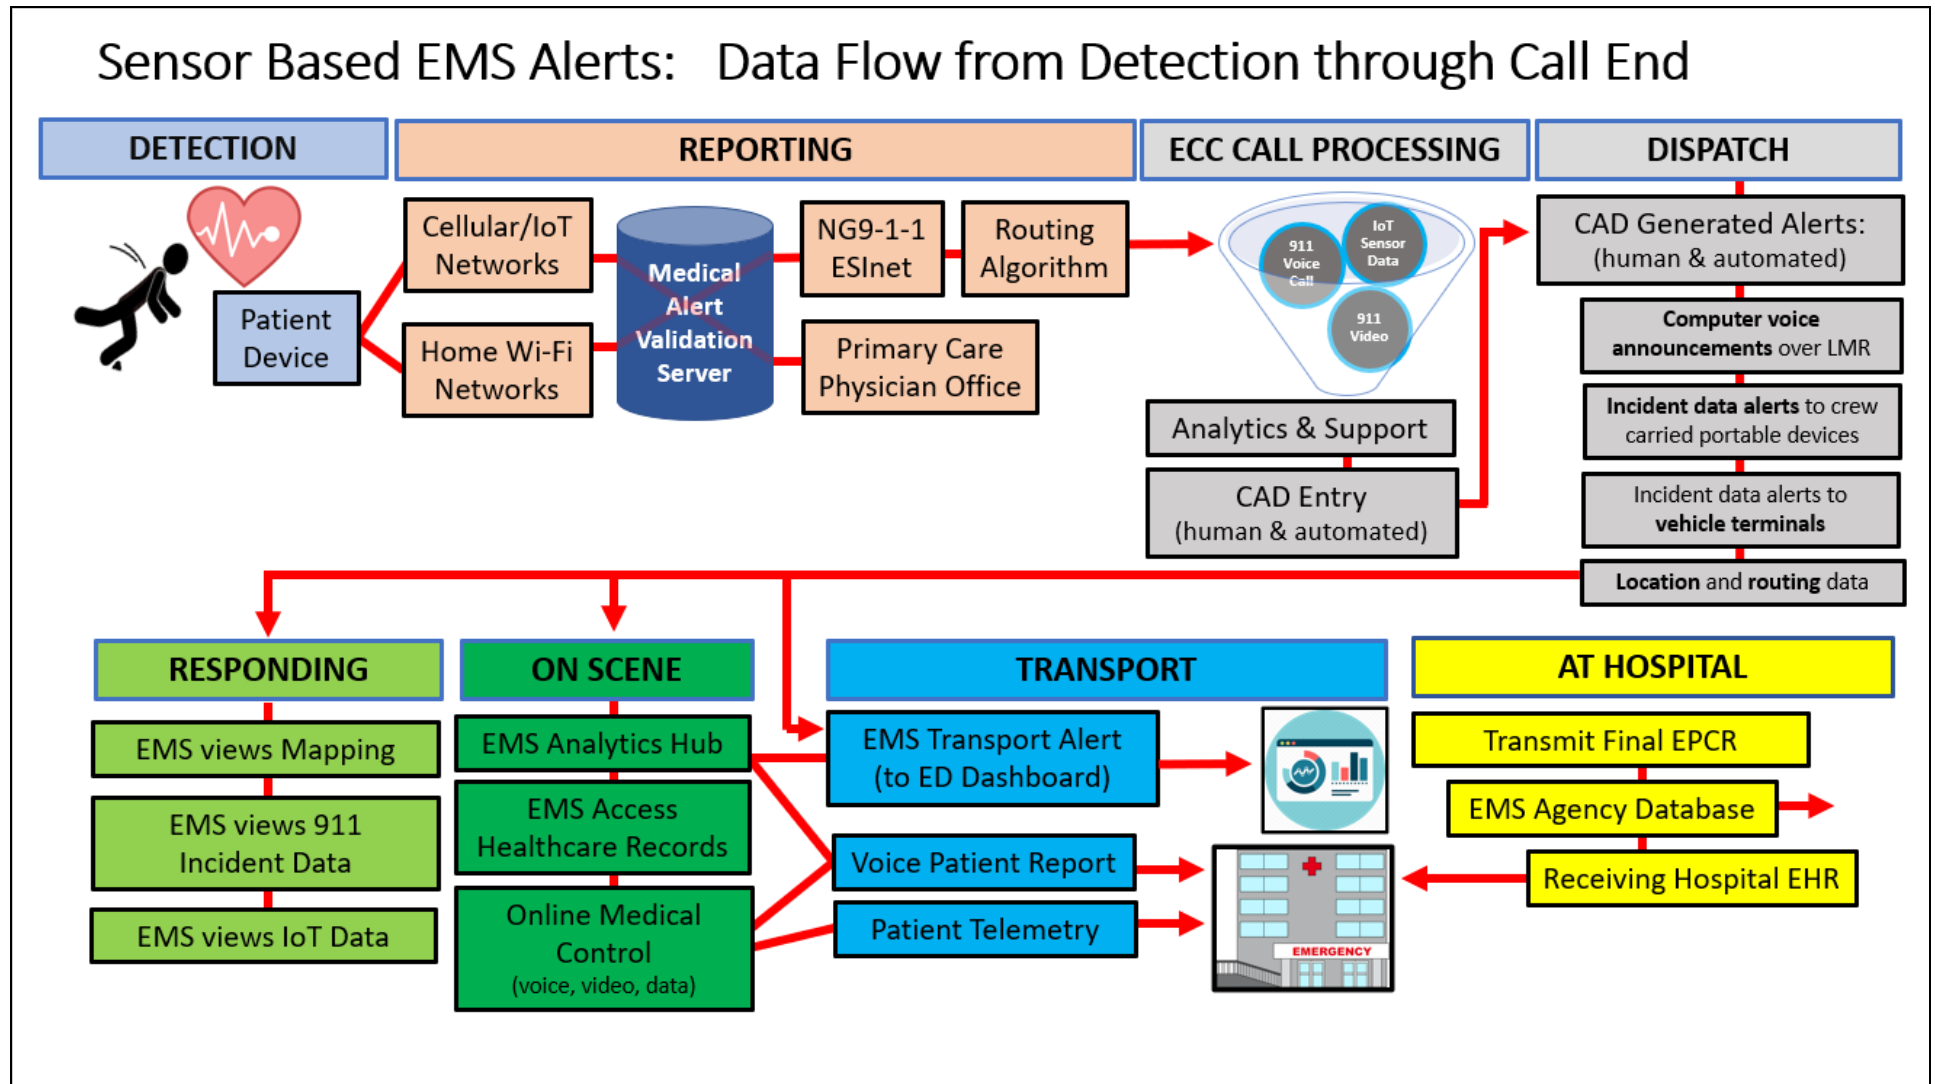 Sensor Based EMS Alerts: Data Flow from Detection through Call End
DETECTION
REPORTING
ECC CALL PROCESSING
DISPATCH
Patient
Device
Cellular/IoT
Networks
Home Wi-Fi
Networks
Medical
Alert
Validation
Server
NG9-1-1
ESInet
Routing
Algorithm
Primary Care
Physician Office
911
Voice
Call
IoT
Sensor
Data
911
Video
Analytics & Support
CAD Entry
(human & automated)
CAD Generated Alerts:
(human & automated)
Computer voice
announcements over LMR
Incident data alerts to crew
carried portable devices
Incident data alerts to
vehicle terminals
Location and routing data
RESPONDING
EMS views Mapping
EMS views 911
Incident Data
EMS views IoT Data
ON SCENE
EMS Analytics Hub
EMS Access
Healthcare Records
Online Medical
Control
(voice, video, data)
TRANSPORT
EMS Transport Alert
(to ED Dashboard)
Voice Patient Report
Patient Telemetry
EMERGENCY
AT HOSPITAL
Transmit Final EPCR
EMS Agency Database
Receiving Hospital EHR